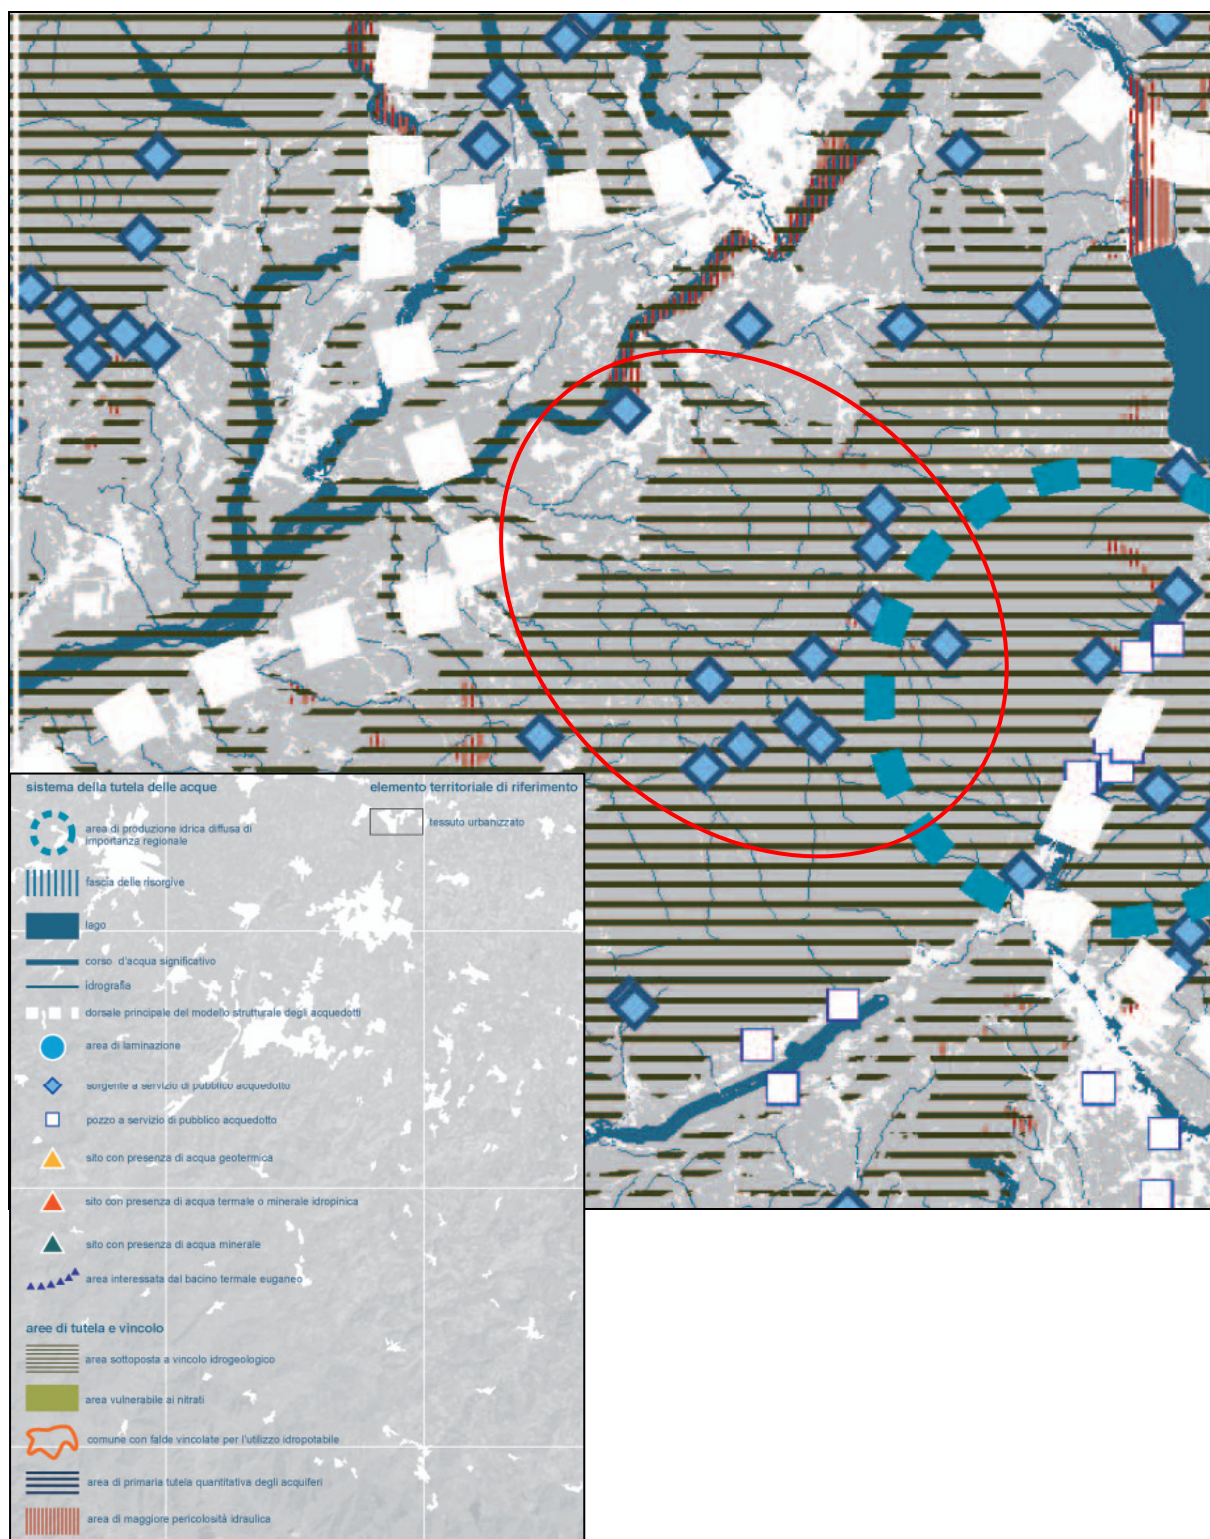 sistema della tutela delle acque
area di produzione idrica diffusa di
importanza regionale
fascia delle risorgive
lago
corso d'acqua significativo
idrografia
dorsale principale del modello strutturale degli acquedotti
area di laminazione
sorgente a servizio di pubblico acquedotto
pozzo a servizio di pubblico acquedotto
sito con presenza di acqua geotermica
sito con presenza di acqua termale o minerale idropinica
sito con presenza di acqua minerale
area interessata dal bacino termale euganeo
aree di tutela e vincolo
area sottoposta a vincolo idrogeologico
area vulnerabile ai nitrati
comune con falde vincolate per l'utilizzo idropotabile
area di primaria tutela quantitativa degli acquiferi
area di maggiore pericolosità idraulica
elemento territoriale di riferimento
tessuto urbanizzato